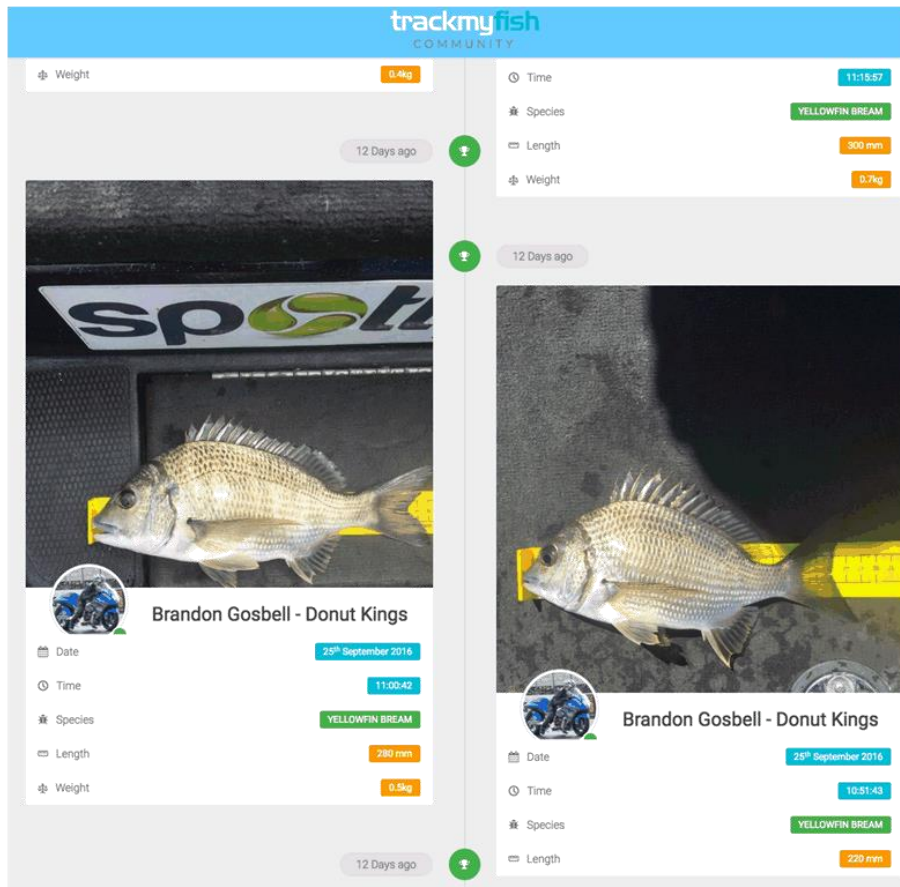 trackmyfish
COMMUNITY
Weight 0.4kg
12 Days ago
Brandon Gosbell - Donut Kings
Date 25th September 2016
Time 11:00:42
Species YELLOWFIN BREAM
Length 280 mm
Weight 0.5kg
12 Days ago
Time 11:15:57
Species YELLOWFIN BREAM
Length 300 mm
Weight 0.7kg
12 Days ago
Brandon Gosbell - Donut Kings
Date 25th September 2016
Time 10:51:43
Species YELLOWFIN BREAM
Length 220 mm